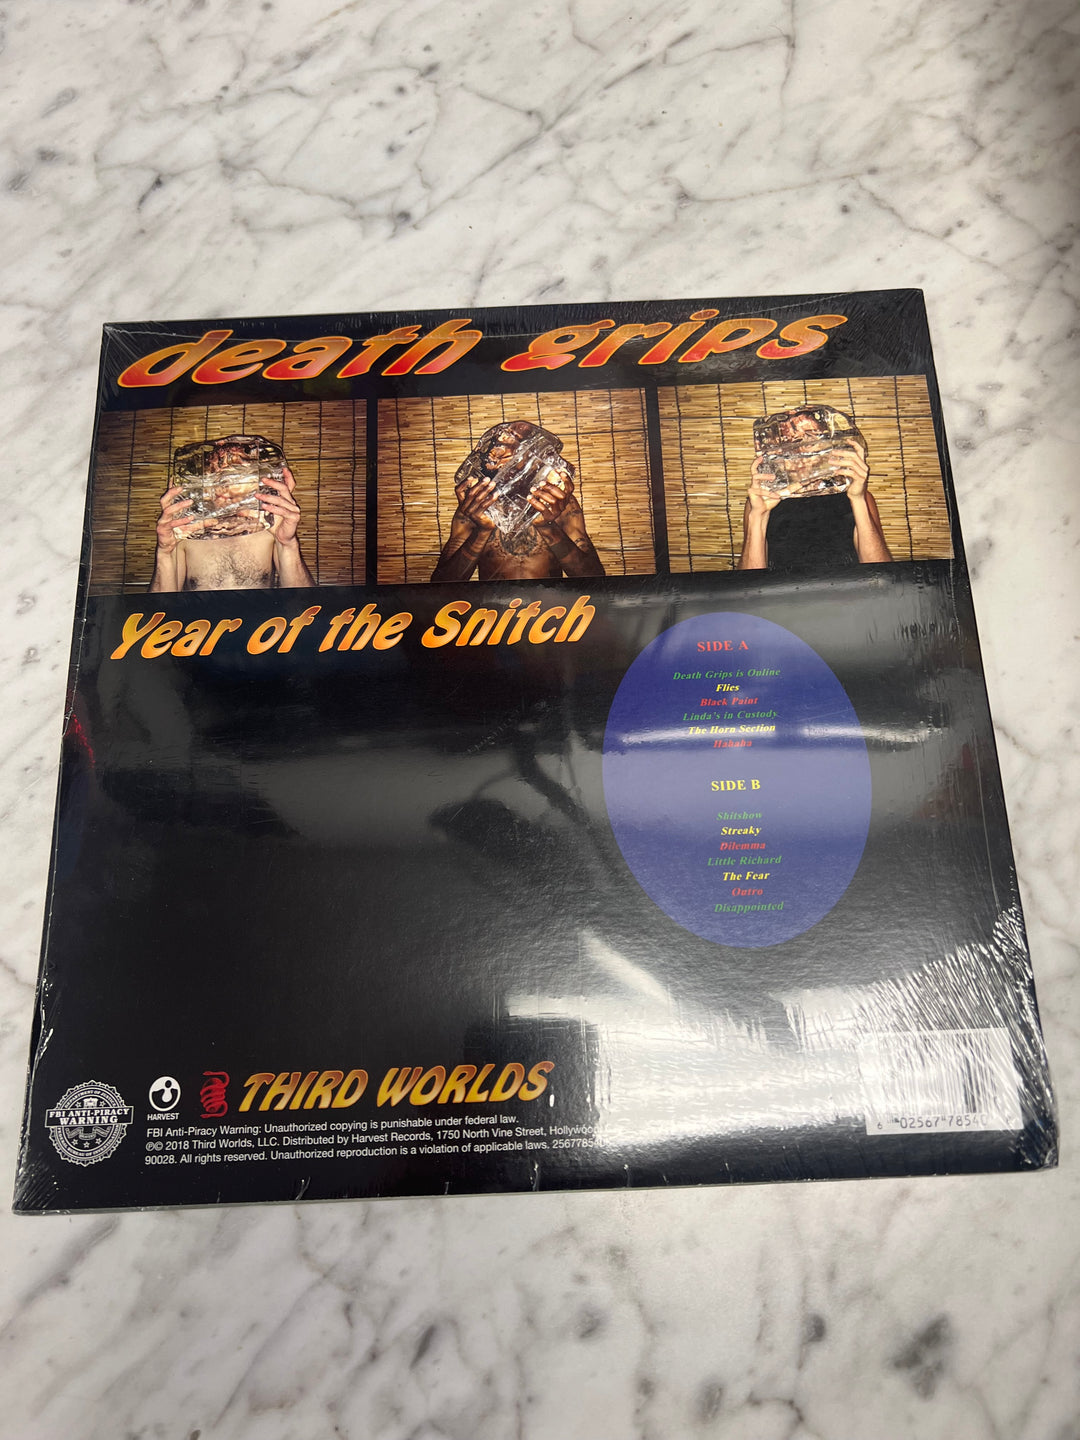 death grips
Year of the Snitch
SIDE A
Death Grips is Online
Flies
Black Paint
Linda's in Custody
The Horn Section
Hahaha
SIDE B
Shitshow
Streaky
Dilemma
Little Richard
The Fear
Outro
Disappointed
FBI ANTI-PIRACY
WARNING
HARVEST
THIRD WORLDS
FBI Anti-Piracy Warning: Unauthorized copying is punishable under federal law.
℗© 2018 Third Worlds, LLC. Distributed by Harvest Records, 1750 North Vine Street, Hollywood
90028. All rights reserved. Unauthorized reproduction is a violation of applicable laws.
6 02567 78540